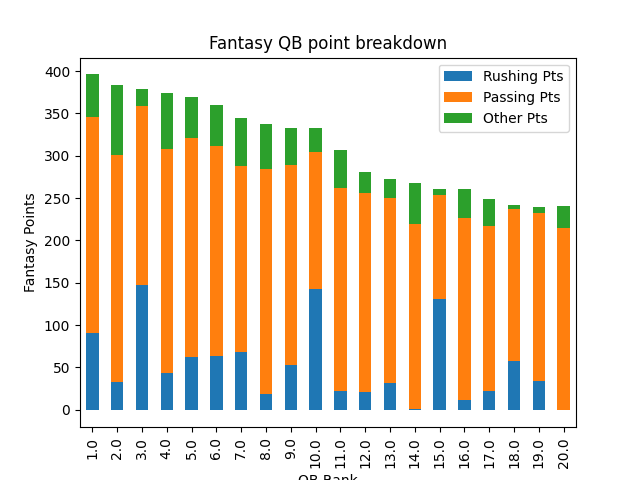 Fantasy QB point breakdown
Rushing Pts
Passing Pts
Other Pts
Fantasy Points
400
350
300
250
200
150
100
50
0
1.0 2.0 3.0 4.0 5.0 6.0 7.0 8.0 9.0 10.0 11.0 12.0 13.0 14.0 15.0 16.0 17.0 18.0 19.0 20.0
QB Rank